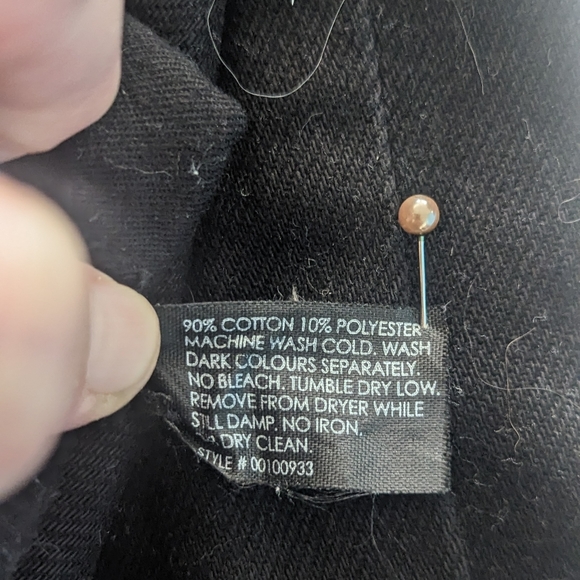 90% COTTON 10% POLYESTER
MACHINE WASH COLD. WASH
DARK COLOURS SEPARATELY.
NO BLEACH. TUMBLE DRY LOW.
REMOVE FROM DRYER WHILE
STILL DAMP. NO IRON.
DRY CLEAN.
STYLE # 00100933